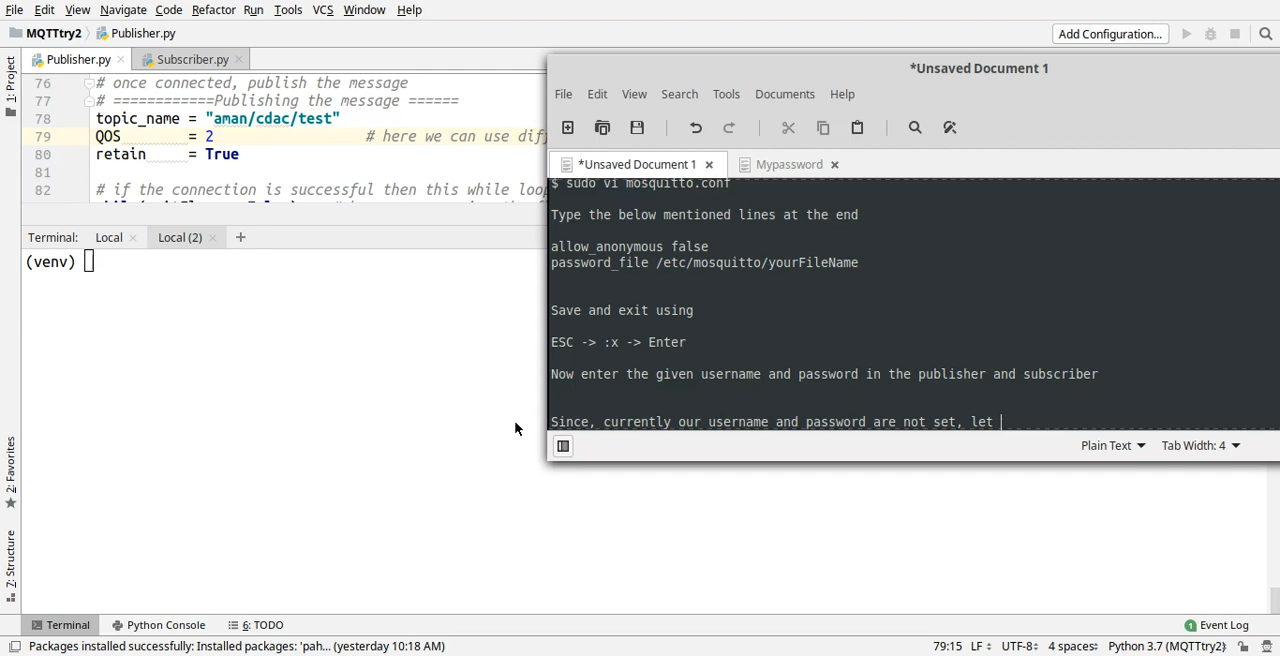 File Edit View Navigate Code Refactor Run Tools VCS Window Help
MQTTtry2 Publisher.py Add Configuration...
Publisher.py Subscriber.py
1: Project
2: Favorites
7: Structure
76 # once connected, publish the message
77 # ============Publishing the message ======
78 topic_name = "aman/cdac/test"
79 QOS = 2 # here we can use
80 retain = True
81
82 # if the connection is successful then this while
Terminal: Local Local (2) +
(venv)
*Unsaved Document 1
File Edit View Search Tools Documents Help
*Unsaved Document 1 Mypassword
$ sudo vi mosquitto.conf
Type the below mentioned lines at the end
allow_anonymous false
password_file /etc/mosquitto/yourFileName
Save and exit using
ESC -> :x -> Enter
Now enter the given username and password in the publisher and subscriber
Since, currently our username and password are not set, let
Plain Text Tab Width: 4
Terminal Python Console 6: TODO 1 Event Log
Packages installed successfully: Installed packages: 'pah... (yesterday 10:18 AM) 79:15 LF UTF-8 4 spaces Python 3.7 (MQTTtry2)